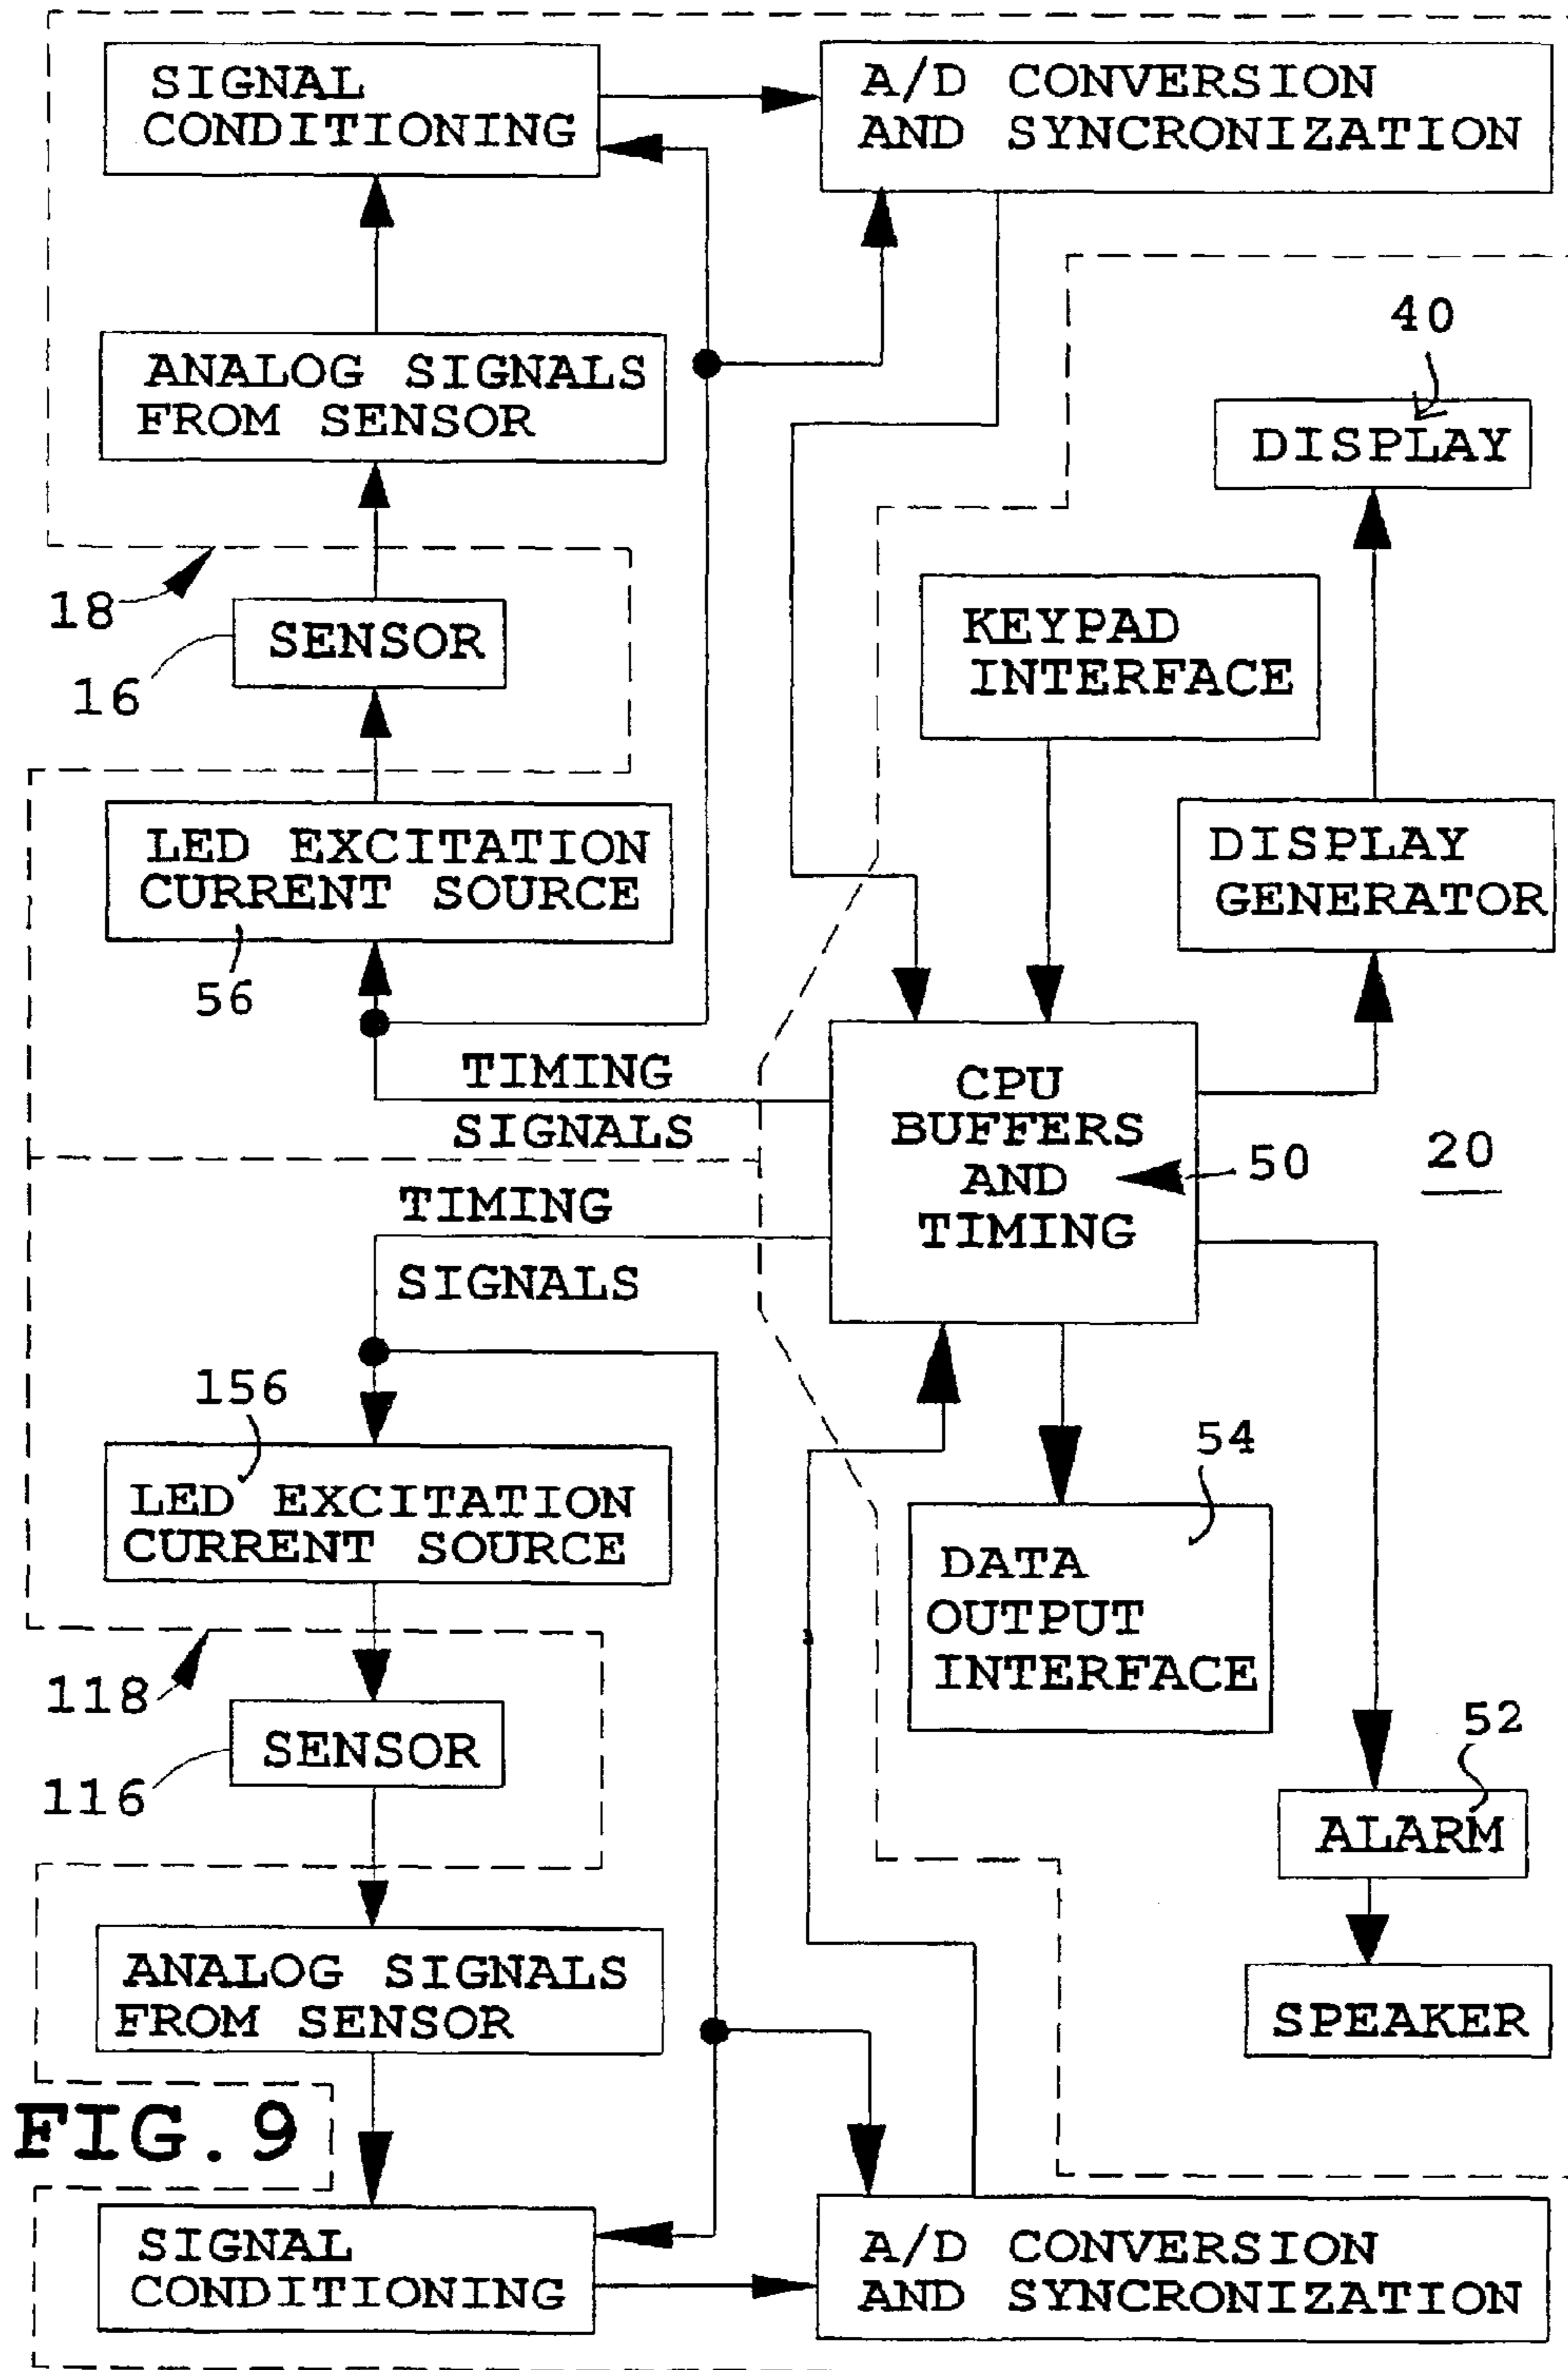 SIGNAL
CONDITIONING
A/D CONVERSION
AND SYNCRONIZATION
ANALOG SIGNALS
FROM SENSOR
40
DISPLAY
18
SENSOR
16
KEYPAD
INTERFACE
LED EXCITATION
CURRENT SOURCE
56
DISPLAY
GENERATOR
TIMING
SIGNALS
CPU
BUFFERS
AND
TIMING
50
20
TIMING
SIGNALS
156
LED EXCITATION
CURRENT SOURCE
54
DATA
OUTPUT
INTERFACE
118
SENSOR
116
52
ALARM
ANALOG SIGNALS
FROM SENSOR
SPEAKER
FIG. 9
SIGNAL
CONDITIONING
A/D CONVERSION
AND SYNCRONIZATION